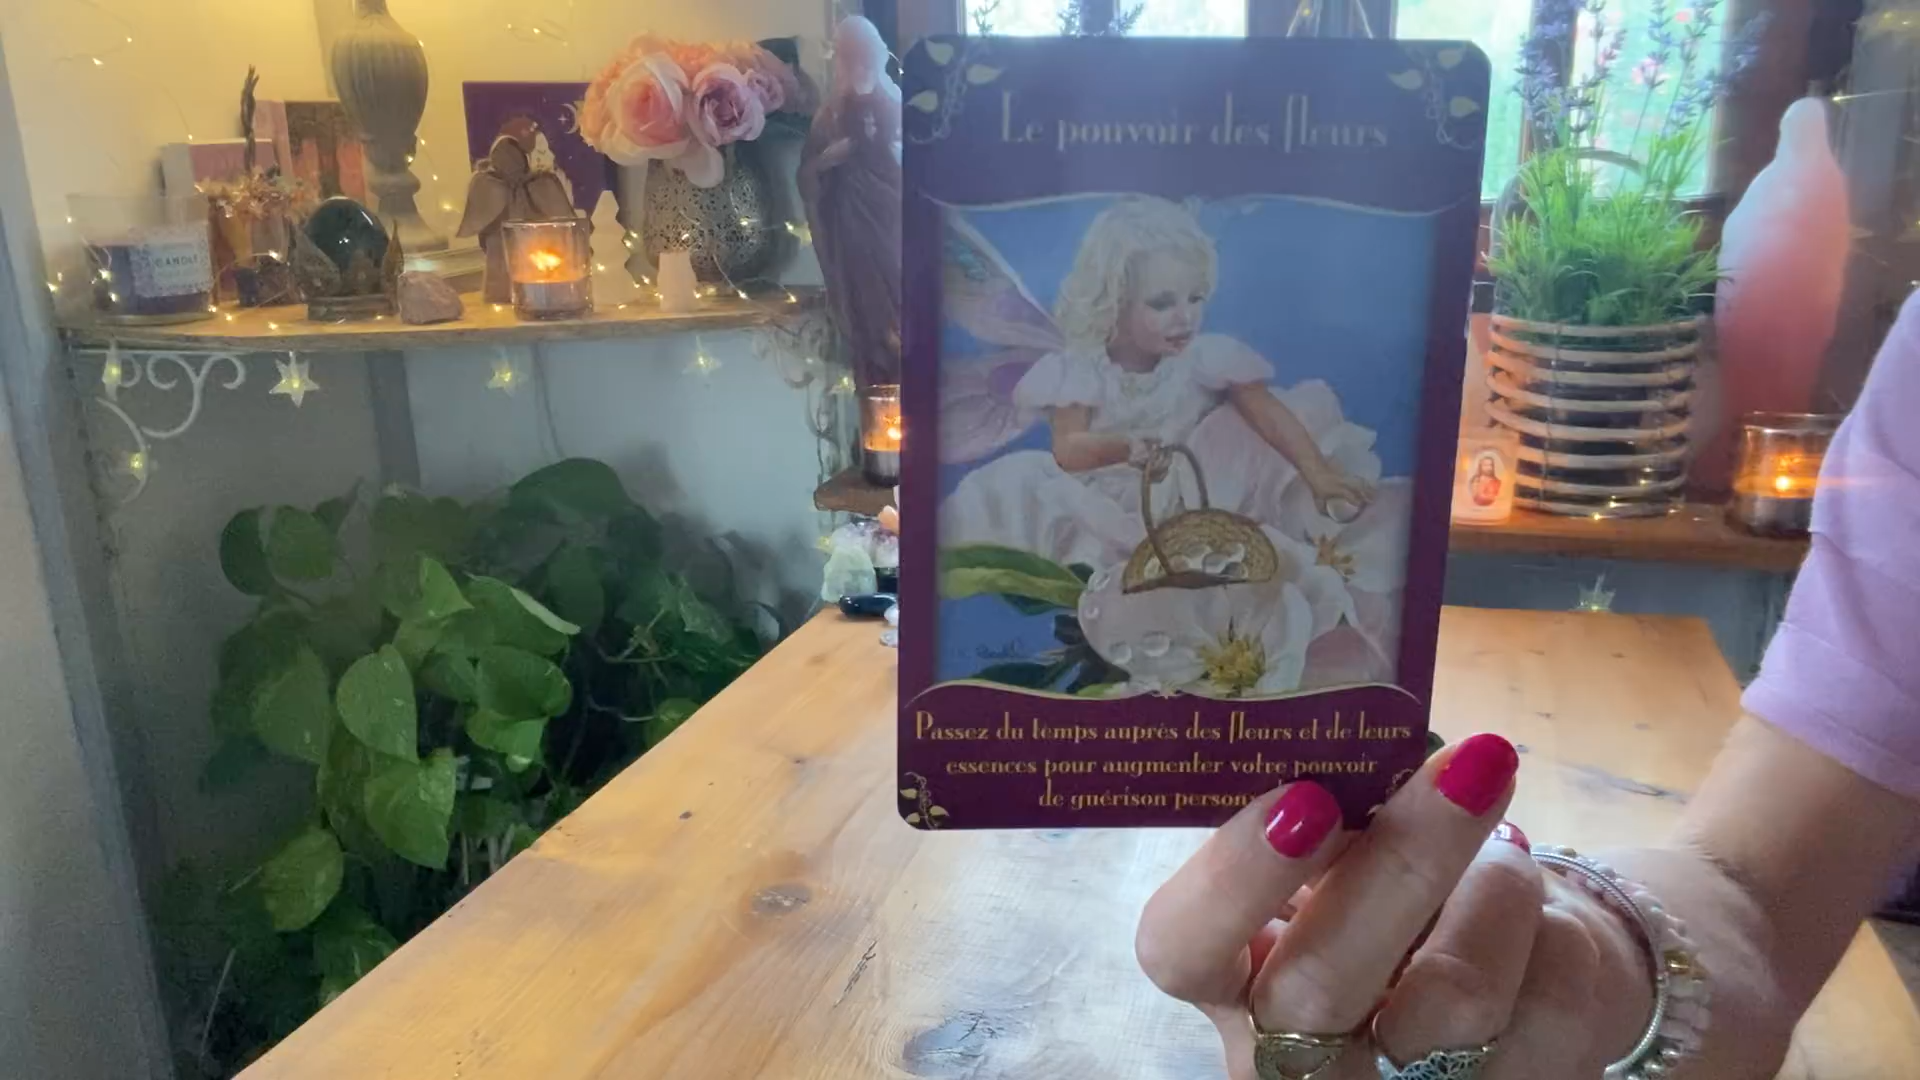 Le pouvoir des fleurs
Passez du temps auprès des fleurs et de leurs
essences pour augmenter votre pouvoir
de guérison
CANDLE